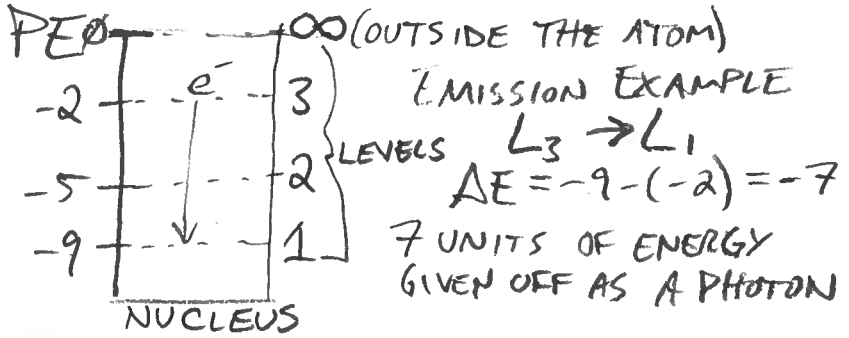 PE Ø ∞ (OUTSIDE THE ATOM)
-2 e⁻ 3 EMISSION EXAMPLE
LEVELS L₃ → L₁
-5 2 ΔE = -9 - (-2) = -7
-9 1 7 UNITS OF ENERGY
GIVEN OFF AS A PHOTON
NUCLEUS